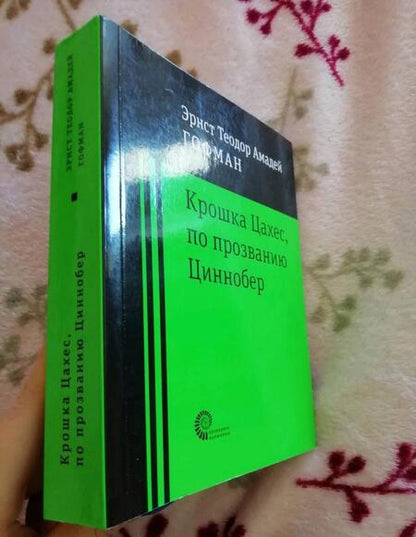 Эрнст Теодор Амадей
ГОФМАН
Крошка Цахес,
по прозванию
Циннобер
ЭРНСТ ТЕОДОР АМАДЕЙ
ГОФМАН
Крошка Цахес,
по прозванию Циннобер